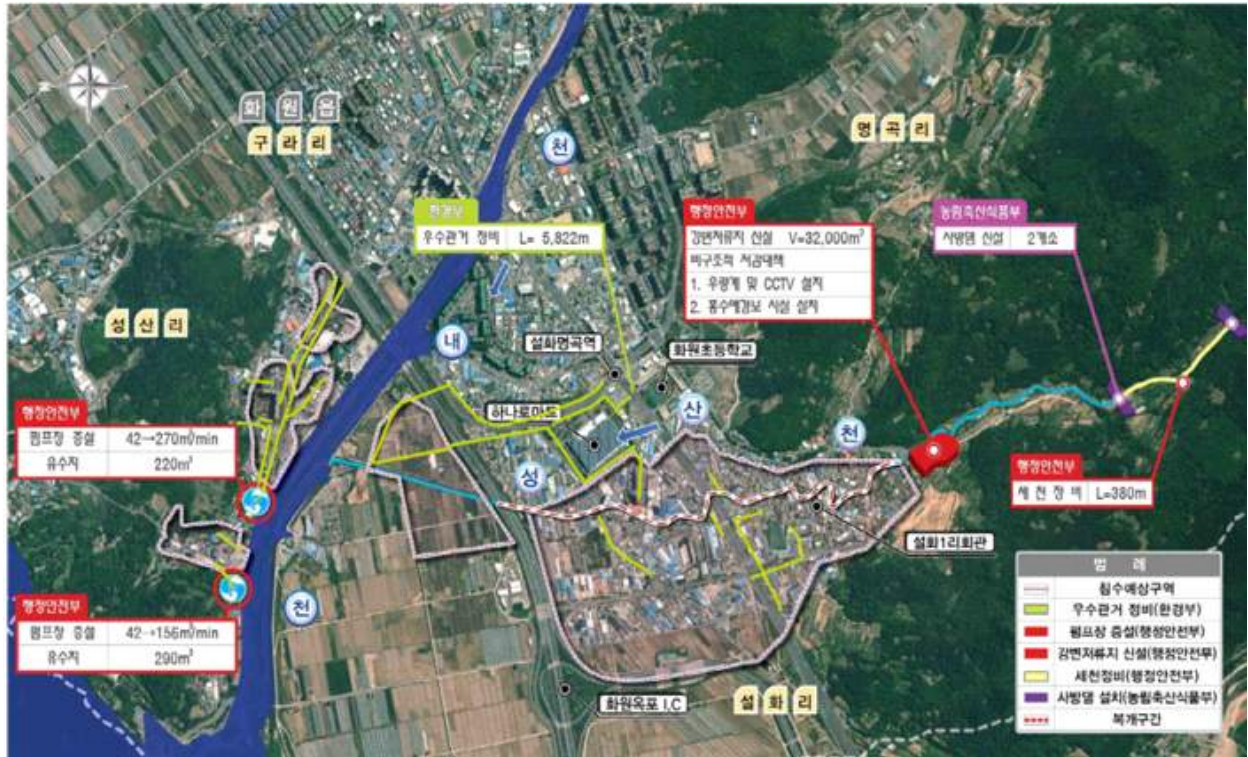 화원읍
구라리
천
명곡리
환경부
우수관거 정비 L= 5,822m
행정안전부
강변저류지 신설 V=32,000m³
비구조적 저감대책
1. 우량계 및 CCTV 설치
2. 홍수예경보 시설 설치
농림축산식품부
사방댐 신설 2개소
성산리
내
설화명곡역
화원초등학교
하나로마트
산
천
성
행정안전부
펌프장 증설 42→270m³/min
유수지 220m³
행정안전부
세천정비 L=380m
설화1리회관
천
행정안전부
펌프장 증설 42→156m³/min
유수지 290m³
화원옥포 I.C
설화리
범 례
침수예상구역
우수관거 정비(환경부)
펌프장 증설(행정안전부)
강변저류지 신설(행정안전부)
세천정비(행정안전부)
사방댐 설치(농림축산식품부)
복개구간